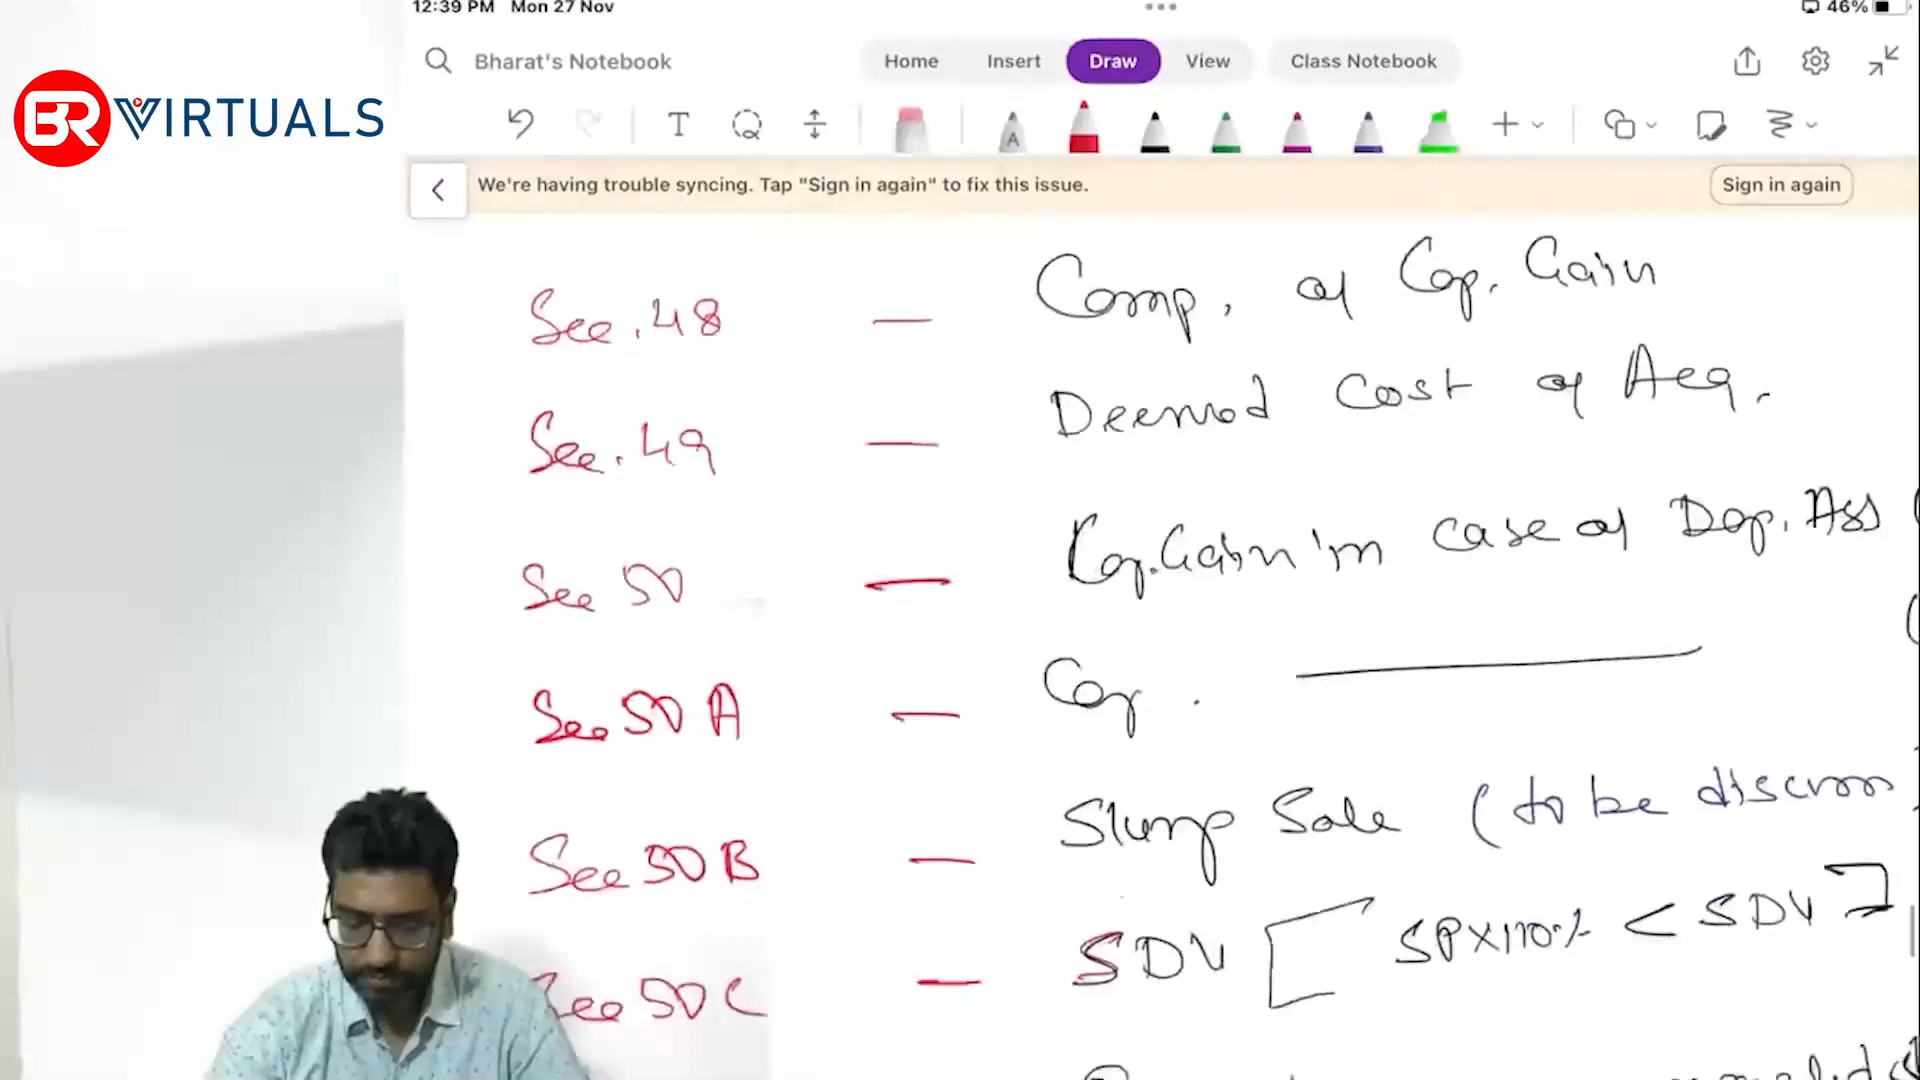 12:39 PM Mon 27 Nov
46%
BR VIRTUALS
Bharat's Notebook
Home Insert Draw View Class Notebook
T
A
We're having trouble syncing. Tap "Sign in again" to fix this issue.
Sign in again
Sec.48 — Comp. of Cap. Gain
Sec.49 — Deemed Cost of Acq.
Sec 50 — Cap.Gain in case of Dep. Ass
Sec 50 A — Cap.
Sec 50 B — Slump Sale (to be discuss
Sec 50 C — SDV [ SPX110% < SDV ]